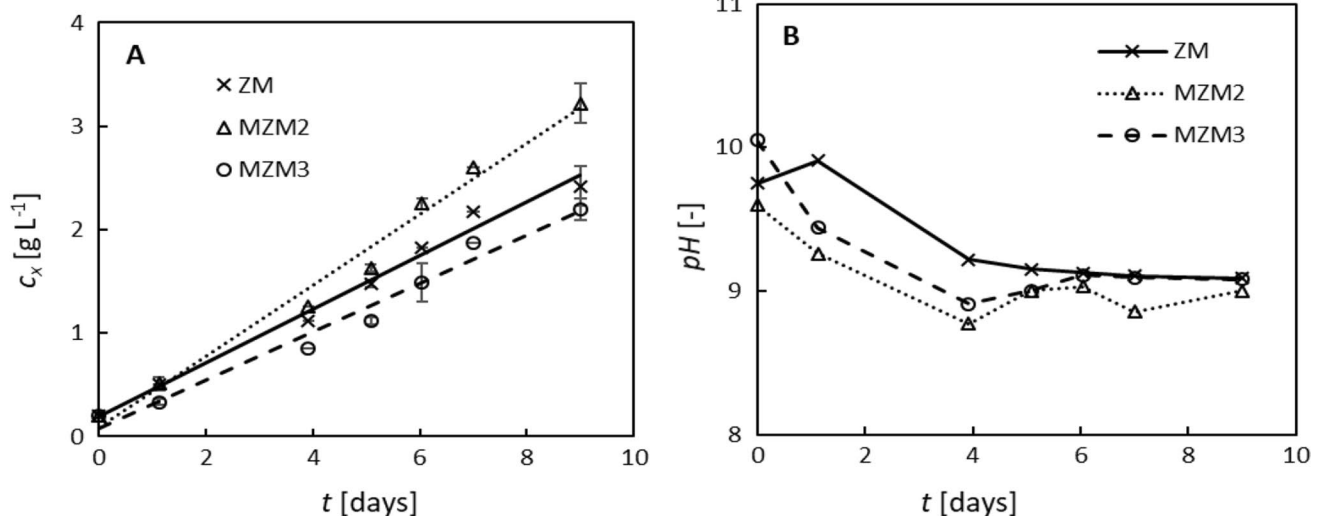 A
ZM
MZM2
MZM3
4
3
2
1
0
c_x [g L^-1]
0 2 4 6 8 10
t [days]
B
ZM
MZM2
MZM3
11
10
9
8
pH [-]
0 2 4 6 8 10
t [days]